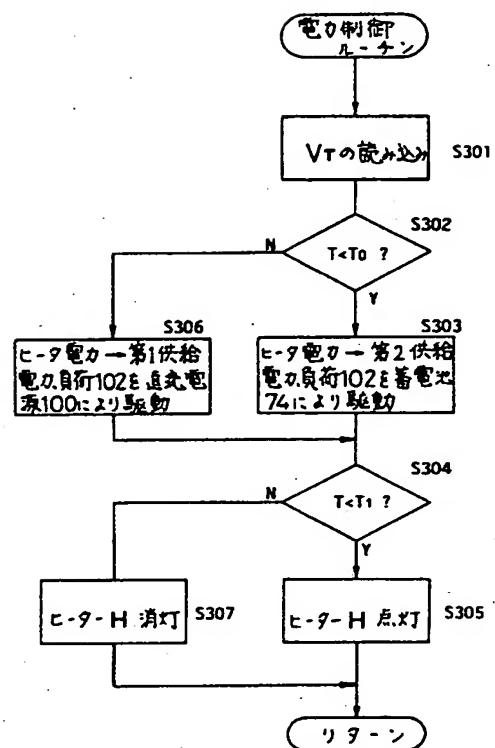 電力制御
ルーチン
VTの読み込み
S301
S302
T<T0 ?
N
Y
S306
ヒータ電力→第1供給
電力負荷102を直流電
源100により駆動
S303
ヒータ電力→第2供給
電力負荷102を蓄電池
74により駆動
S304
T<T1 ?
N
Y
ヒーターH 消灯
S307
ヒーターH 点灯
S305
リターン